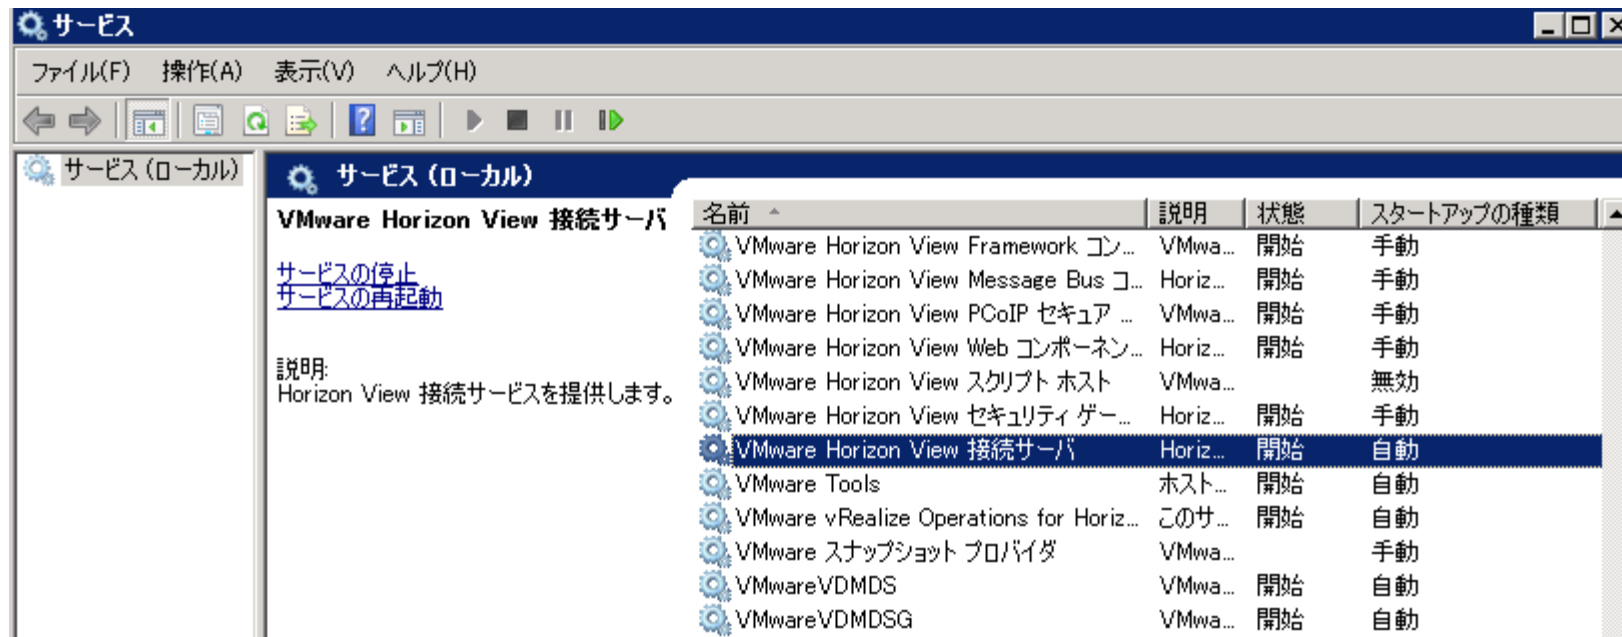 サービス
ファイル(F) 操作(A) 表示(V) ヘルプ(H)
サービス (ローカル)
サービス (ローカル)
VMware Horizon View 接続サーバ
サービスの停止
サービスの再起動
説明:
Horizon View 接続サービスを提供します。
名前 説明 状態 スタートアップの種類
VMware Horizon View Framework コン... VMwa... 開始 手動
VMware Horizon View Message Bus コ... Horiz... 開始 手動
VMware Horizon View PCoIP セキュア ... VMwa... 開始 手動
VMware Horizon View Web コンポーネン... Horiz... 開始 手動
VMware Horizon View スクリプト ホスト VMwa... 無効
VMware Horizon View セキュリティ ゲー... Horiz... 開始 手動
VMware Horizon View 接続サーバ Horiz... 開始 自動
VMware Tools ホスト... 開始 自動
VMware vRealize Operations for Horiz... このサ... 開始 自動
VMware スナップショット プロバイダ VMwa... 手動
VMwareVDMDS VMwa... 開始 自動
VMwareVDMDSG VMwa... 開始 自動